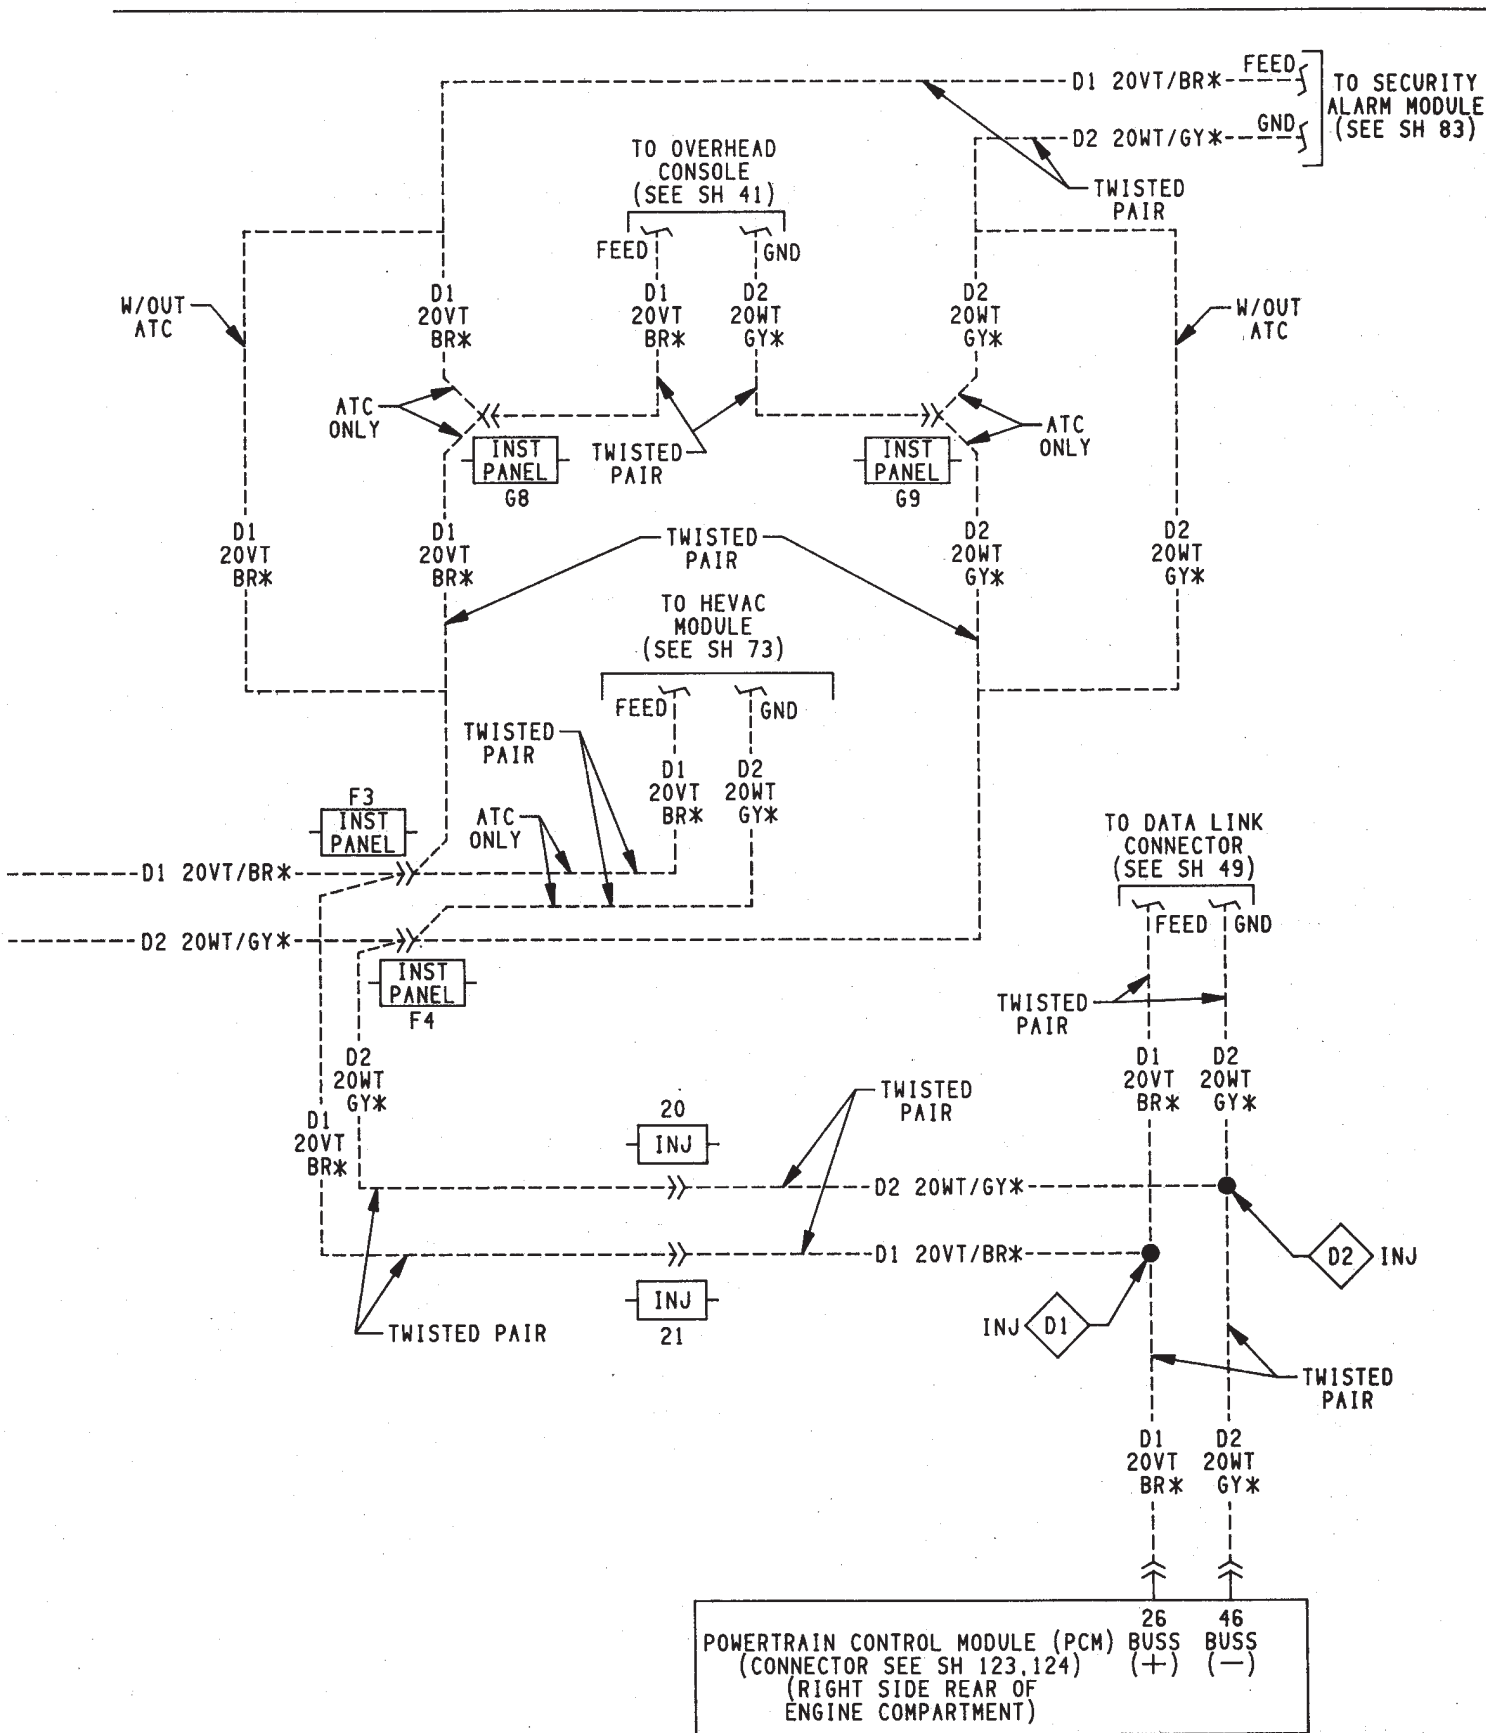 FEED
D1 20VT/BR*
TO SECURITY
ALARM MODULE
(SEE SH 83)
GND
D2 20WT/GY*
TWISTED
PAIR
TO OVERHEAD
CONSOLE
(SEE SH 41)
FEED
GND
W/OUT
ATC
D1
20VT
BR*
D1
20VT
BR*
D2
20WT
GY*
D2
20WT
GY*
W/OUT
ATC
ATC
ONLY
INST
PANEL
G8
TWISTED
PAIR
INST
PANEL
G9
ATC
ONLY
D1
20VT
BR*
D1
20VT
BR*
TWISTED
PAIR
D2
20WT
GY*
D2
20WT
GY*
TO HEVAC
MODULE
(SEE SH 73)
FEED
GND
TWISTED
PAIR
D1
20VT
BR*
D2
20WT
GY*
F3
INST
PANEL
ATC
ONLY
D1 20VT/BR*
D2 20WT/GY*
INST
PANEL
F4
TO DATA LINK
CONNECTOR
(SEE SH 49)
FEED
GND
TWISTED
PAIR
D2
20WT
GY*
D1
20VT
BR*
D1
20VT
BR*
D2
20WT
GY*
20
INJ
TWISTED
PAIR
D2 20WT/GY*
D1 20VT/BR*
INJ
21
TWISTED PAIR
D2 INJ
INJ D1
TWISTED
PAIR
D1
20VT
BR*
D2
20WT
GY*
26
BUSS
(+)
46
BUSS
(—)
POWERTRAIN CONTROL MODULE (PCM)
(CONNECTOR SEE SH 123,124)
(RIGHT SIDE REAR OF
ENGINE COMPARTMENT)